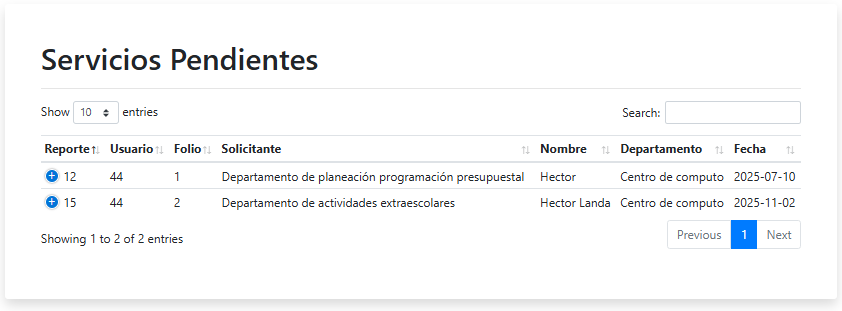 Servicios Pendientes
Show 10 entries Search:
Reporte Usuario Folio Solicitante Nombre Departamento Fecha
12 44 1 Departamento de planeación programación presupuestal Hector Centro de computo 2025-07-10
15 44 2 Departamento de actividades extraescolares Hector Landa Centro de computo 2025-11-02
Showing 1 to 2 of 2 entries Previous 1 Next